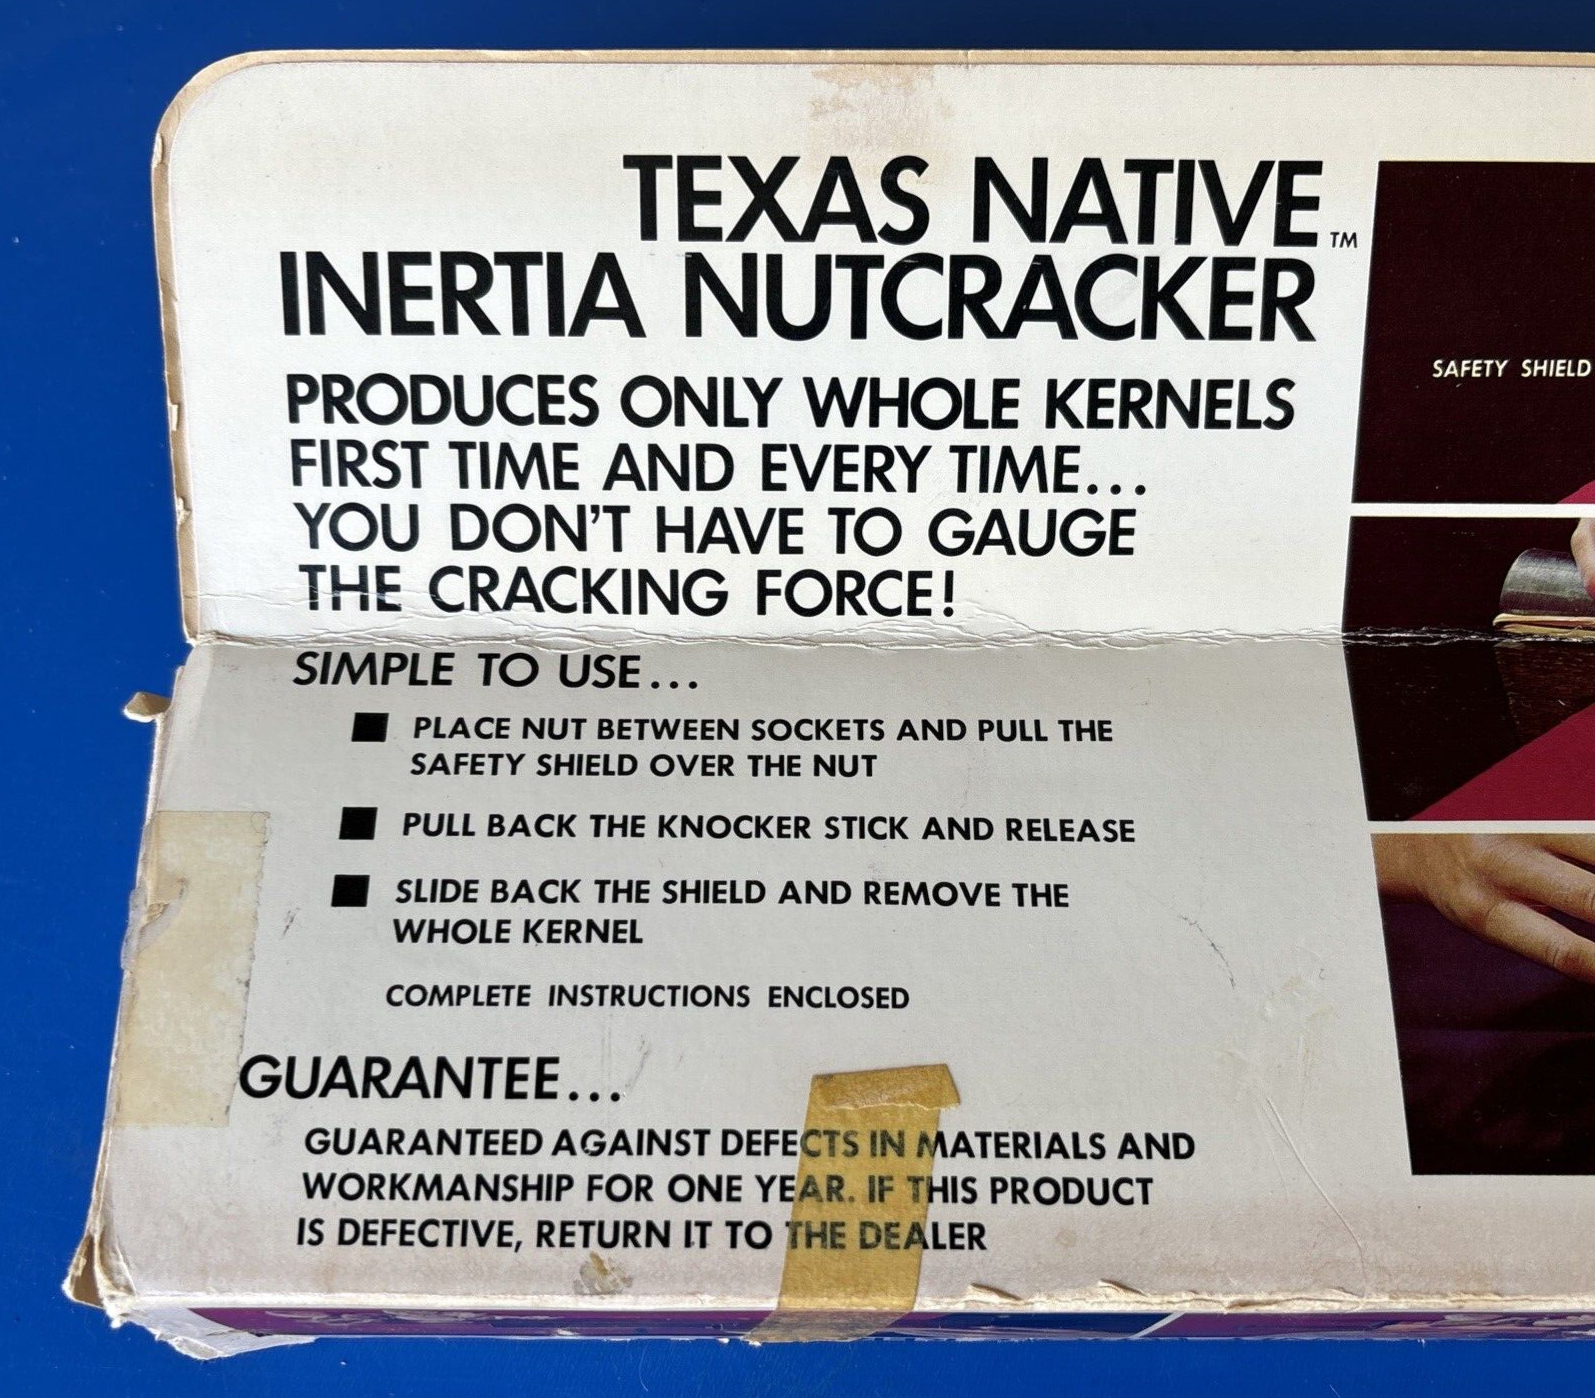 TEXAS NATIVE™
INERTIA NUTCRACKER
PRODUCES ONLY WHOLE KERNELS
FIRST TIME AND EVERY TIME...
YOU DON'T HAVE TO GAUGE
THE CRACKING FORCE!
SIMPLE TO USE...
■ PLACE NUT BETWEEN SOCKETS AND PULL THE
SAFETY SHIELD OVER THE NUT
■ PULL BACK THE KNOCKER STICK AND RELEASE
■ SLIDE BACK THE SHIELD AND REMOVE THE
WHOLE KERNEL
COMPLETE INSTRUCTIONS ENCLOSED
GUARANTEE...
GUARANTEED AGAINST DEFECTS IN MATERIALS AND
WORKMANSHIP FOR ONE YEAR. IF THIS PRODUCT
IS DEFECTIVE, RETURN IT TO THE DEALER
SAFETY SHIELD